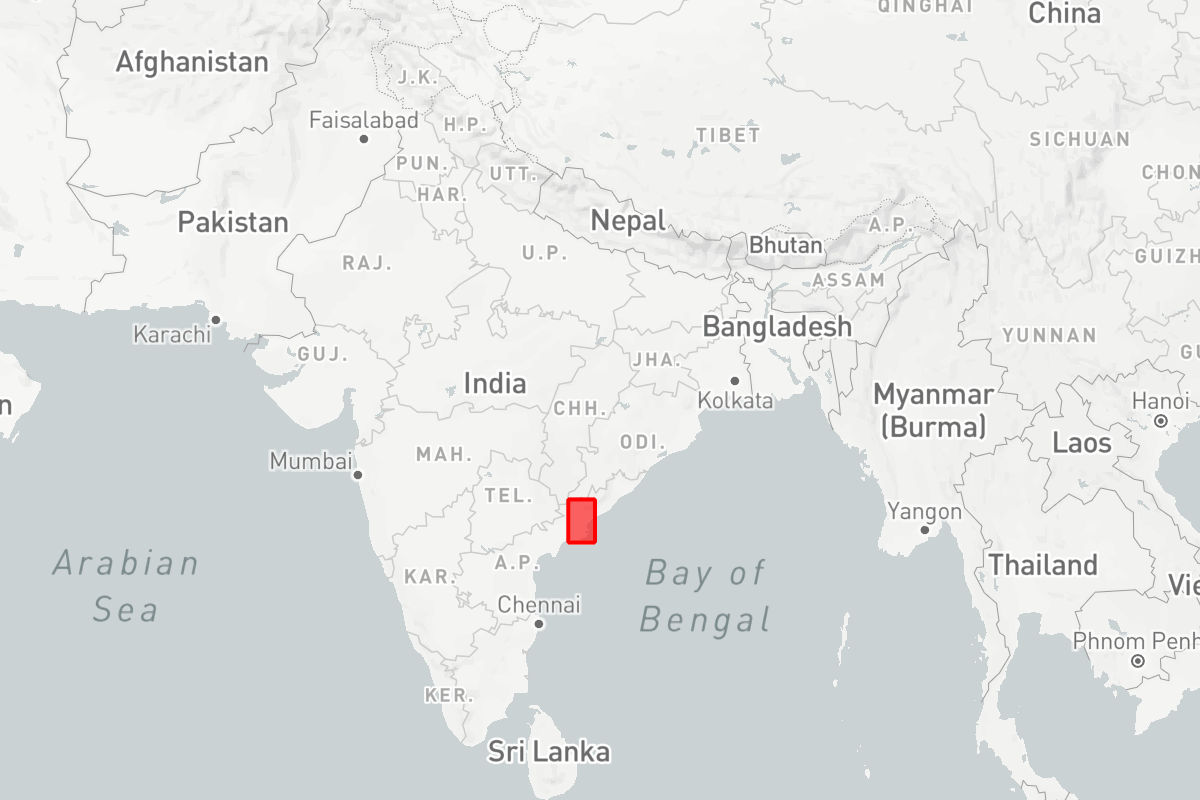 QINGHAI
China
Afghanistan
J.K.
Faisalabad
H.P.
TIBET
SICHUAN
PUN.
UTT.
CHON
HAR.
Pakistan
Nepal
A.P.
Bhutan
RAJ.
U.P.
GUIZH
ASSAM
Karachi
Bangladesh
YUNNAN
GUJ.
JHA.
GU
India
Kolkata
Myanmar
(Burma)
Hanoi
n
CHH.
ODI.
Laos
MAH.
Mumbai
TEL.
Yangon
Arabian
Sea
A.P.
KAR.
Bay of
Bengal
Thailand
Vie
Chennai
Phnom Penh
KER.
Sri Lanka